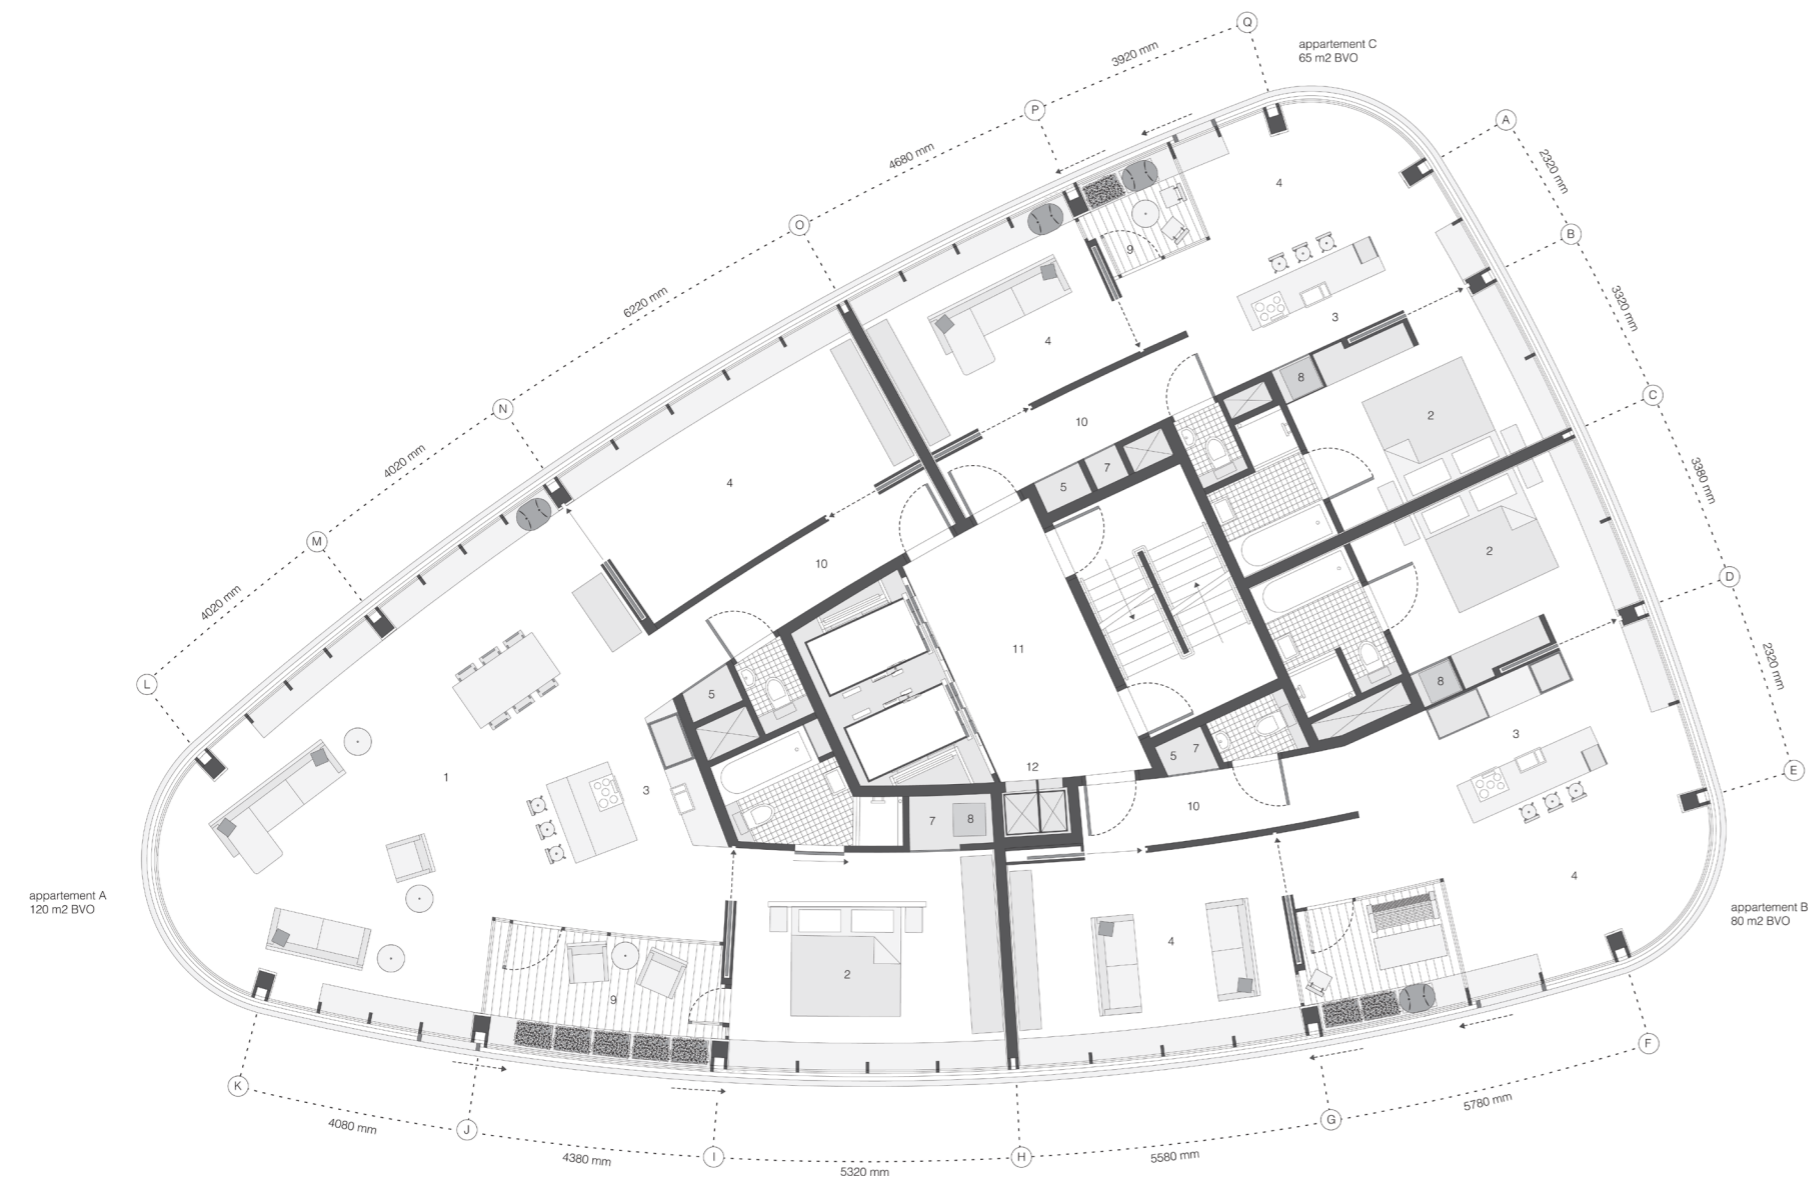 Q
appartement C
65 m2 BVO
3920 mm
P
A
4680 mm
2320 mm
4
O
B
9
6220 mm
3320 mm
3
4
8
C
N
2
10
4020 mm
7
5
4
3380 mm
M
2
10
D
4020 mm
11
2320 mm
L
5
8
3
5 7
12
E
1
3
10
7
8
4
appartement A
120 m2 BVO
appartement B
80 m2 BVO
4
2
9
F
K
5780 mm
G
4080 mm
J
5580 mm
4380 mm
I
H
5320 mm